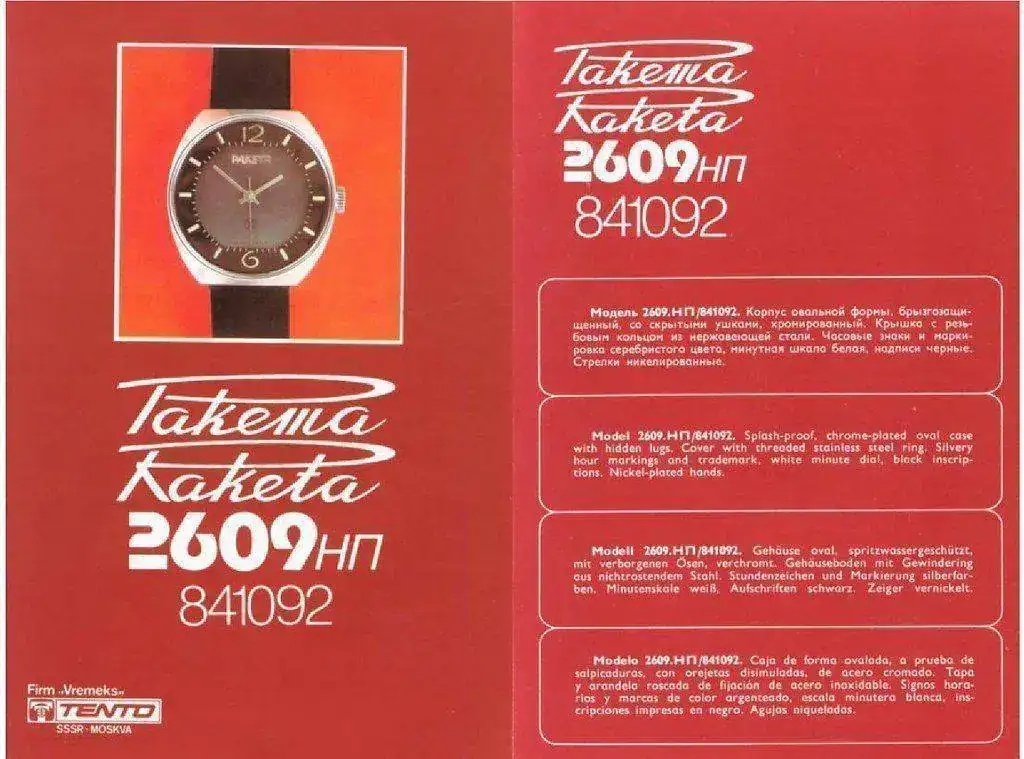 12
РАКЕТА
6
Ракета
Raketa
2609НП
841092
Firm „Vremeks„
TENTO
SSSR - MOSKVA
Ракета
Raketa
2609НП
841092
Модель 2609.НП/841092. Корпус овальной формы, брызгозащи-
щенный, со скрытыми ушками, хромированный. Крышка с резь-
бовым кольцом из нержавеющей стали. Часовые знаки и марки-
ровка серебристого цвета, минутная шкала белая, надписи черные.
Стрелки никелированные.
Model 2609.НП/841092. Splash-proof, chrome-plated oval case
with hidden lugs. Cover with threaded stainless steel ring. Silvery
hour markings and trademark, white minute dial, black inscrip-
tions. Nickel-plated hands.
Modell 2609.НП/841092. Gehäuse oval, spritzwassergeschützt,
mit verborgenen Ösen, verchromt. Gehäuseboden mit Gewindering
aus nichtrostendem Stahl. Stundenzeichen und Markierung silberfar-
ben. Minutenskale weiß, Aufschriften schwarz. Zeiger vernickelt.
Modelo 2609.НП/841092. Caja de forma ovalada, a prueba de
salpicaduras, con orejetas disimuladas, de acero cromado. Tapa
y arandela roscada de fijación de acero inoxidable. Signos hora-
rios y marcas de color argenteado, escala minutera blanca, ins-
cripciones impresas en negro. Agujas niqueladas.